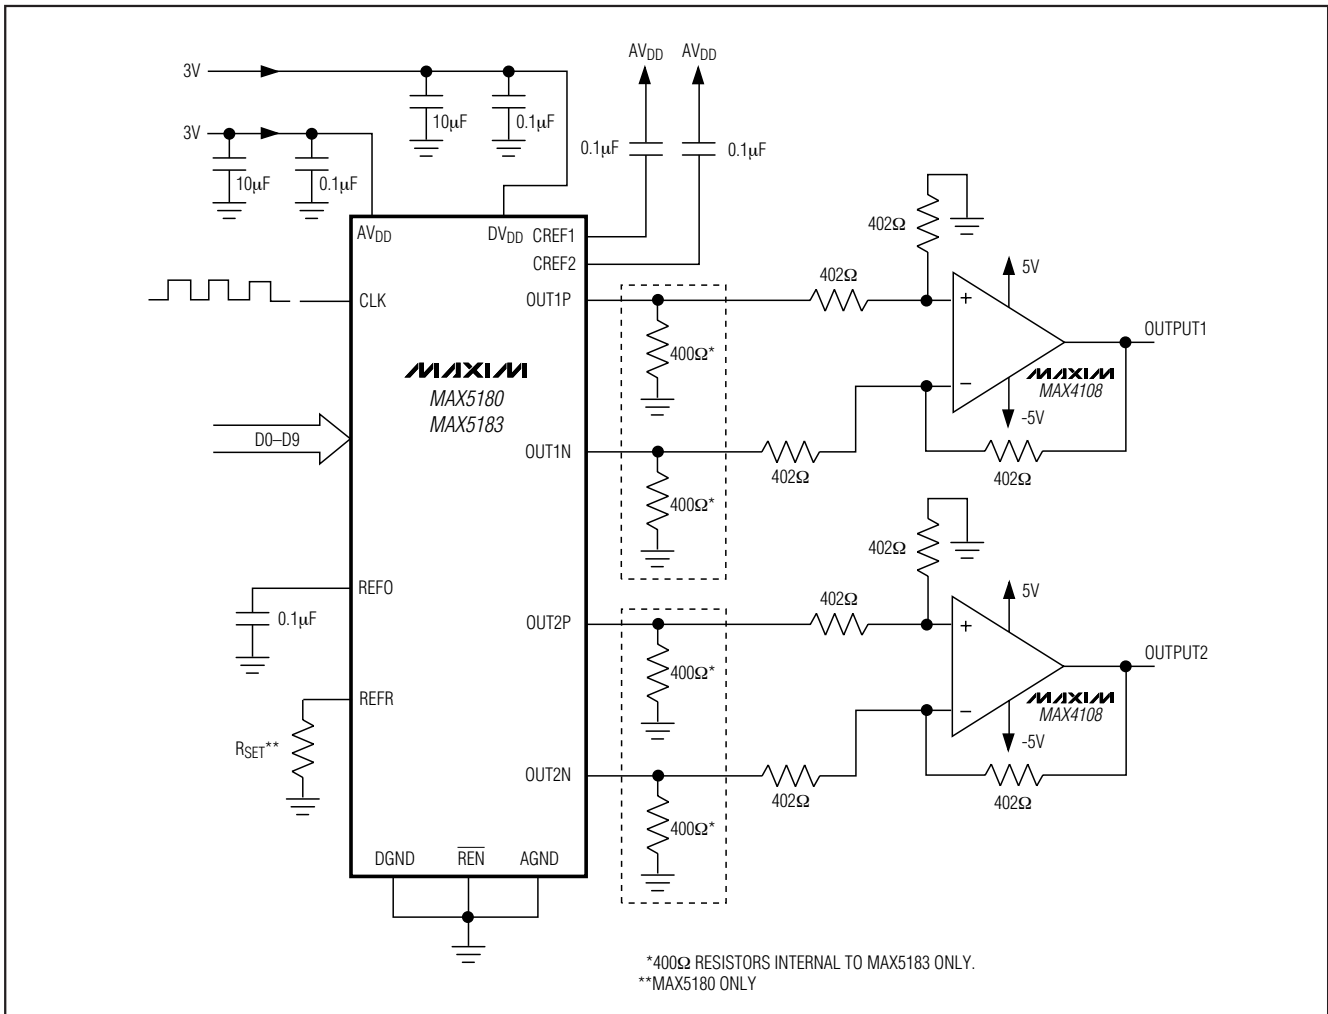 AVDD AVDD
3V
10µF
0.1µF
3V
10µF
0.1µF
0.1µF
0.1µF
AVDD
DVDD
CREF1
CREF2
402Ω
402Ω
5V
CLK
OUT1P
+
OUTPUT1
400Ω*
MAXIM
MAX5180
MAX5183
MAXIM
MAX4108
−
-5V
D0–D9
OUT1N
402Ω
402Ω
400Ω*
402Ω
REFO
0.1µF
402Ω
5V
OUT2P
+
OUTPUT2
400Ω*
REFR
MAXIM
MAX4108
−
-5V
RSET**
OUT2N
402Ω
402Ω
400Ω*
DGND
REN
AGND
*400Ω RESISTORS INTERNAL TO MAX5183 ONLY.
**MAX5180 ONLY